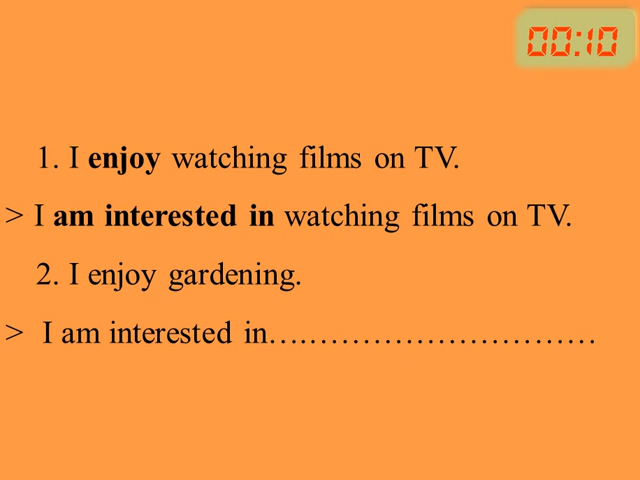 00:10
1. I enjoy watching films on TV.
> I am interested in watching films on TV.
2. I enjoy gardening.
> I am interested in….…………………………